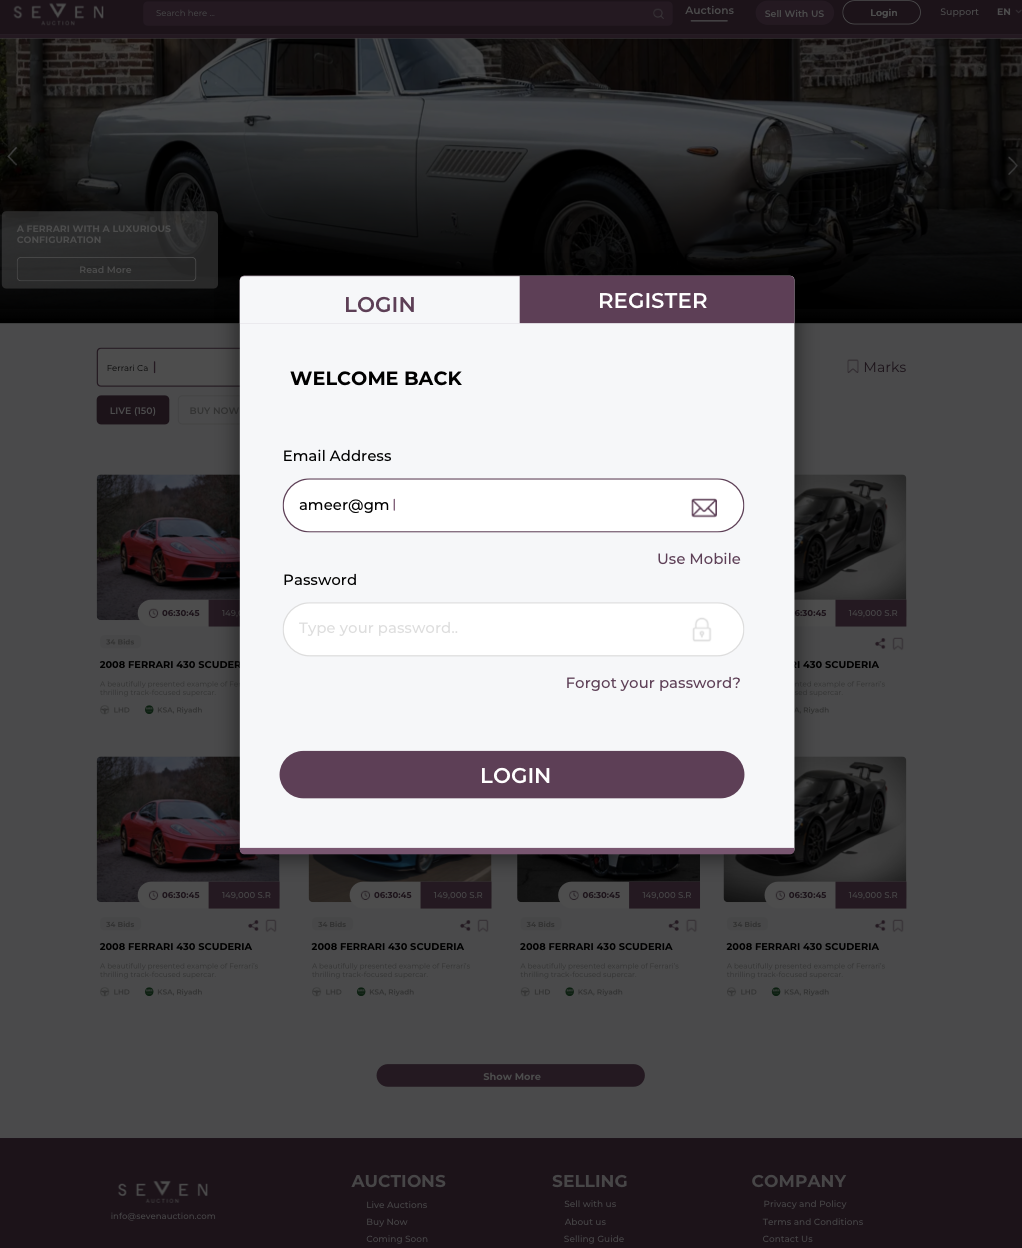 SEVEN
AUCTION
Search here ...
Auctions
Sell With US
Login
Support
EN
A FERRARI WITH A LUXURIOUS
CONFIGURATION
Read More
LOGIN
REGISTER
WELCOME BACK
Email Address
ameer@gm
Use Mobile
Password
Type your password..
Forgot your password?
LOGIN
Ferrari Ca
Marks
LIVE (150)
BUY NOW
06:30:45
149,
34 Bids
2008 FERRARI 430 SCUDER
A beautifully presented example of Fer
thrilling track-focused supercar.
LHD
KSA, Riyadh
6:30:45
149,000 S.R
I 430 SCUDERIA
ted example of Ferrari's
d supercar.
A, Riyadh
06:30:45
149,000 S.R
34 Bids
2008 FERRARI 430 SCUDERIA
A beautifully presented example of Ferrari's
thrilling track-focused supercar.
LHD
KSA, Riyadh
06:30:45
149,000 S.R
34 Bids
2008 FERRARI 430 SCUDERIA
A beautifully presented example of Ferrari's
thrilling track-focused supercar.
LHD
KSA, Riyadh
06:30:45
149,000 S.R
34 Bids
2008 FERRARI 430 SCUDERIA
A beautifully presented example of Ferrari's
thrilling track-focused supercar.
LHD
KSA, Riyadh
06:30:45
149,000 S.R
34 Bids
2008 FERRARI 430 SCUDERIA
A beautifully presented example of Ferrari's
thrilling track-focused supercar.
LHD
KSA, Riyadh
Show More
SEVEN
AUCTION
info@sevenauction.com
AUCTIONS
Live Auctions
Buy Now
Coming Soon
SELLING
Sell with us
About us
Selling Guide
COMPANY
Privacy and Policy
Terms and Conditions
Contact Us